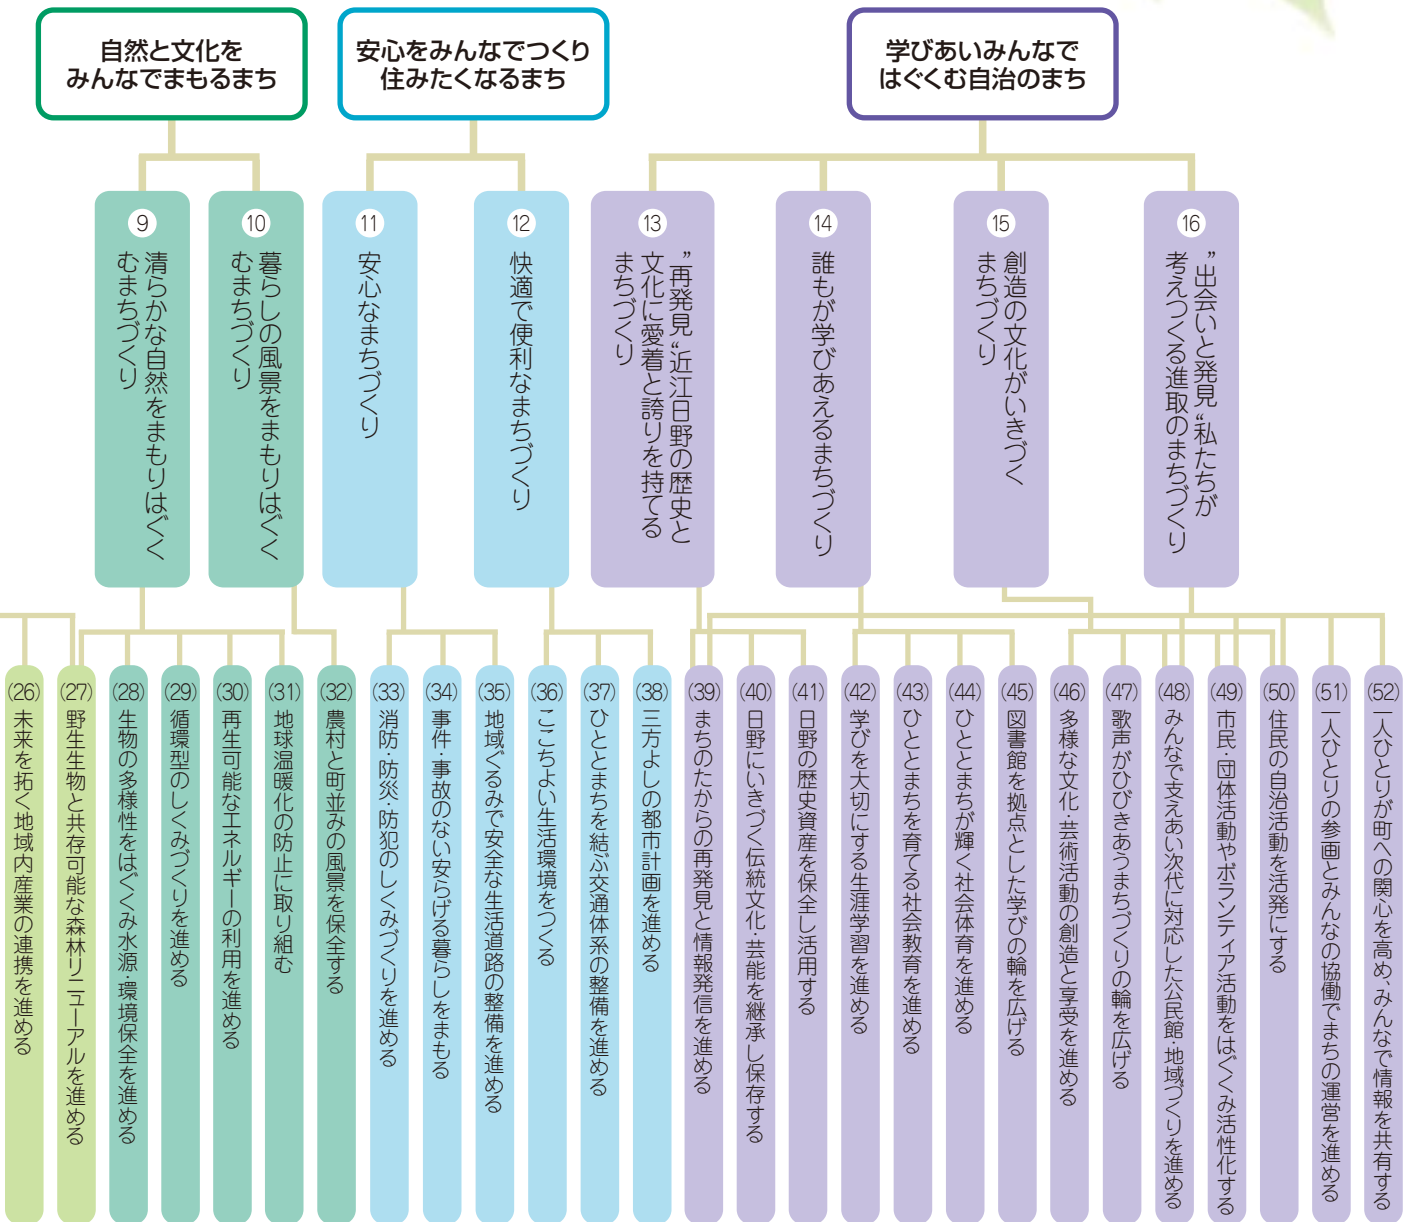 自然と文化を
みんなでまもるまち
安心をみんなでつくり
住みたくなるまち
学びあいみんなで
はぐくむ自治のまち
9
清らかな自然をまもりはぐく
むまちづくり
10
暮らしの風景をまもりはぐく
むまちづくり
11
安心なまちづくり
12
快適で便利なまちづくり
13
”再発見“近江日野の歴史と
文化に愛着と誇りを持てる
まちづくり
14
誰もが学びあえるまちづくり
15
創造の文化がいきづく
まちづくり
16
”出会いと発見“私たちが
考えつくる進取のまちづくり
(26) 未来を拓く地域内産業の連携を進める
(27) 野生生物と共存可能な森林リニューアルを進める
(28) 生物の多様性をはぐくみ水源・環境保全を進める
(29) 循環型のしくみづくりを進める
(30) 再生可能なエネルギーの利用を進める
(31) 地球温暖化の防止に取り組む
(32) 農村と町並みの風景を保全する
(33) 消防・防災・防犯のしくみづくりを進める
(34) 事件・事故のない安らげる暮らしをまもる
(35) 地域ぐるみで安全な生活道路の整備を進める
(36) ここちよい生活環境をつくる
(37) ひととまちを結ぶ交通体系の整備を進める
(38) 三方よしの都市計画を進める
(39) まちのたからの再発見と情報発信を進める
(40) 日野にいきづく伝統文化・芸能を継承し保存する
(41) 日野の歴史資産を保全し活用する
(42) 学びを大切にする生涯学習を進める
(43) ひととまちを育てる社会教育を進める
(44) ひととまちが輝く社会体育を進める
(45) 図書館を拠点とした学びの輪を広げる
(46) 多様な文化・芸術活動の創造と享受を進める
(47) 歌声がひびきあうまちづくりの輪を広げる
(48) みんなで支えあい次代に対応した公民館・地域づくりを進める
(49) 市民・団体活動やボランティア活動をはぐくみ活性化する
(50) 住民の自治活動を活発にする
(51) 一人ひとりの参画とみんなの協働でまちの運営を進める
(52) 一人ひとりが町への関心を高め、みんなで情報を共有する